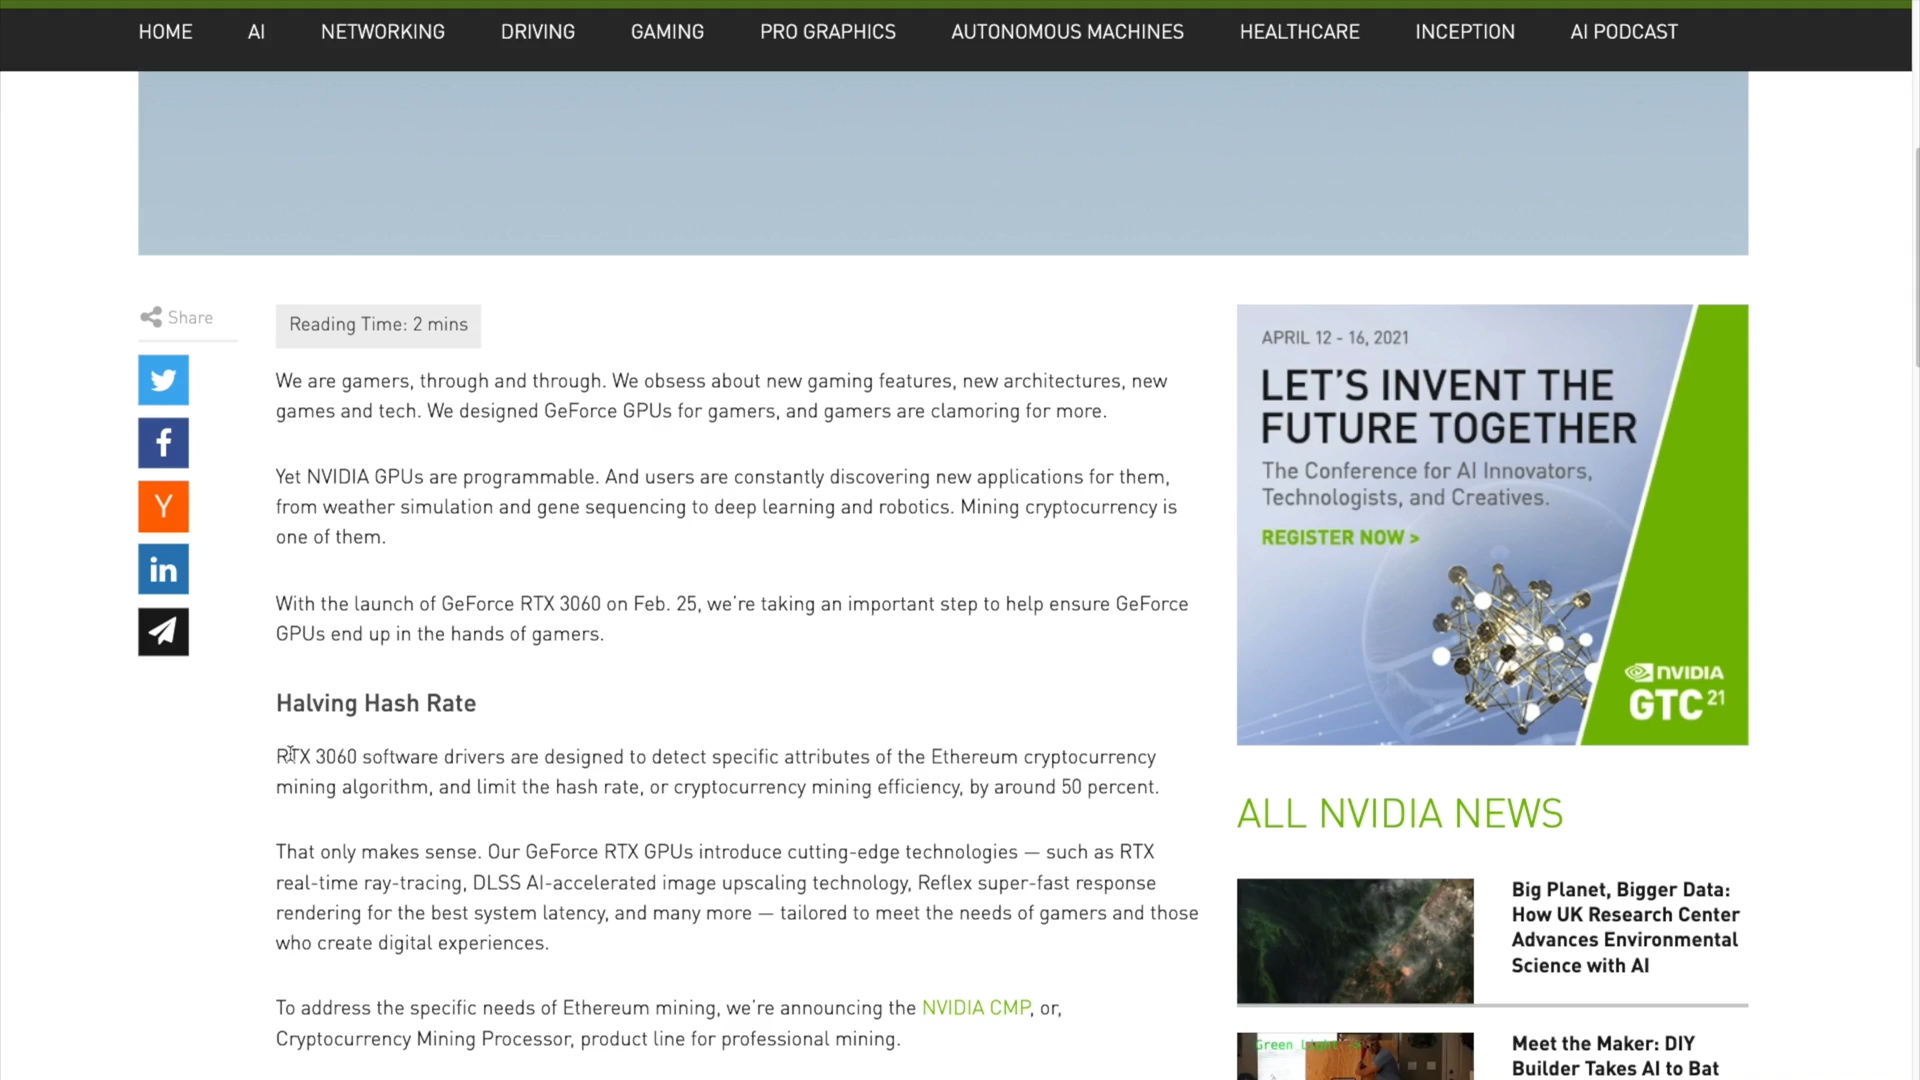 HOME AI NETWORKING DRIVING GAMING PRO GRAPHICS AUTONOMOUS MACHINES HEALTHCARE INCEPTION AI PODCAST
Share
Reading Time: 2 mins
We are gamers, through and through. We obsess about new gaming features, new architectures, new
games and tech. We designed GeForce GPUs for gamers, and gamers are clamoring for more.
Yet NVIDIA GPUs are programmable. And users are constantly discovering new applications for them,
from weather simulation and gene sequencing to deep learning and robotics. Mining cryptocurrency is
one of them.
With the launch of GeForce RTX 3060 on Feb. 25, we're taking an important step to help ensure GeForce
GPUs end up in the hands of gamers.
Halving Hash Rate
RTX 3060 software drivers are designed to detect specific attributes of the Ethereum cryptocurrency
mining algorithm, and limit the hash rate, or cryptocurrency mining efficiency, by around 50 percent.
That only makes sense. Our GeForce RTX GPUs introduce cutting-edge technologies — such as RTX
real-time ray-tracing, DLSS AI-accelerated image upscaling technology, Reflex super-fast response
rendering for the best system latency, and many more — tailored to meet the needs of gamers and those
who create digital experiences.
To address the specific needs of Ethereum mining, we're announcing the NVIDIA CMP, or,
Cryptocurrency Mining Processor, product line for professional mining.
APRIL 12 - 16, 2021
LET'S INVENT THE
FUTURE TOGETHER
The Conference for AI Innovators,
Technologists, and Creatives.
REGISTER NOW >
NVIDIA
GTC 21
ALL NVIDIA NEWS
Big Planet, Bigger Data:
How UK Research Center
Advances Environmental
Science with AI
Green Light
Meet the Maker: DIY
Builder Takes AI to Bat